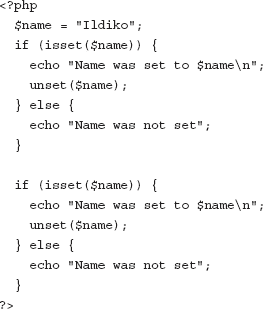 <?php
  $name = "Ildiko";
  if (isset($name)) {
    echo "Name was set to $name\n";
    unset($name);
  } else {
    echo "Name was not set";
  }

  if (isset($name)) {
    echo "Name was set to $name\n";
    unset($name);
  } else {
    echo "Name was not set";
  }
?>